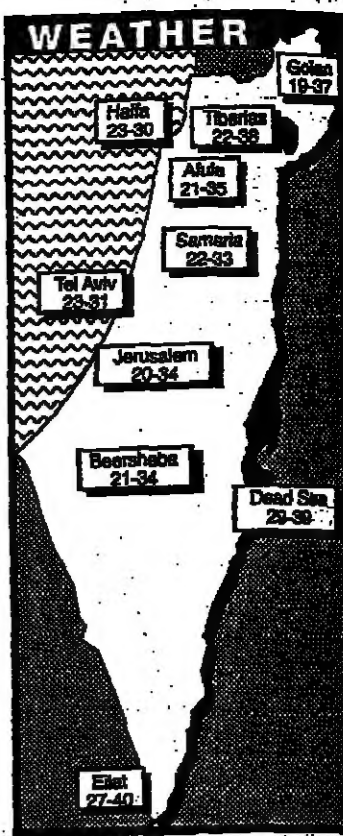 WEATHER
Golan
19-37
Haifa
23-30
Tiberias
22-38
Afula
21-35
Samaria
22-33
Tel Aviv
23-31
Jerusalem
20-34
Beersheba
21-34
Dead Sea
29-39
Eilat
27-40